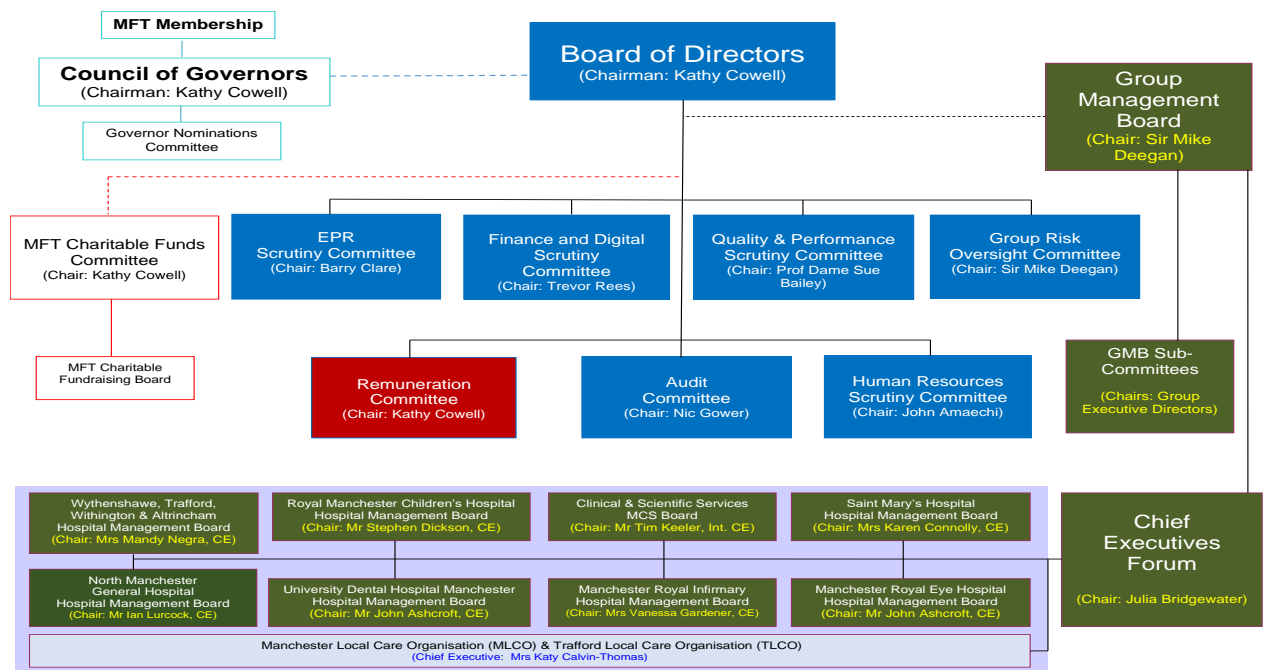 MFT Membership
Council of Governors
(Chairman: Kathy Cowell)
Governor Nominations
Committee
Board of Directors
(Chairman: Kathy Cowell)
Group
Management
Board
(Chair: Sir Mike
Deegan)
MFT Charitable Funds
Committee
(Chair: Kathy Cowell)
EPR
Scrutiny Committee
(Chair: Barry Clare)
Finance and Digital
Scrutiny
Committee
(Chair: Trevor Rees)
Quality & Performance
Scrutiny Committee
(Chair: Prof Dame Sue
Bailey)
Group Risk
Oversight Committee
(Chair: Sir Mike Deegan)
MFT Charitable
Fundraising Board
Remuneration
Committee
(Chair: Kathy Cowell)
Audit
Committee
(Chair: Nic Gower)
Human Resources
Scrutiny Committee
(Chair: John Amaechi)
GMB Sub-
Committees
(Chairs: Group
Executive Directors)
Wythenshawe, Trafford,
Withington & Altrincham
Hospital Management Board
(Chair: Mrs Mandy Negra, CE)
Royal Manchester Children's Hospital
Hospital Management Board
(Chair: Mr Stephen Dickson, CE)
Clinical & Scientific Services
MCS Board
(Chair: Mr Tim Keeler, Int. CE)
Saint Mary's Hospital
Hospital Management Board
(Chair: Mrs Karen Connolly, CE)
Chief
Executives
Forum
(Chair: Julia Bridgewater)
North Manchester
General Hospital
Hospital Management Board
(Chair: Mr Ian Lurcock, CE)
University Dental Hospital Manchester
Hospital Management Board
(Chair: Mr John Ashcroft, CE)
Manchester Royal Infirmary
Hospital Management Board
(Chair: Mrs Vanessa Gardener, CE)
Manchester Royal Eye Hospital
Hospital Management Board
(Chair: Mr John Ashcroft, CE)
Manchester Local Care Organisation (MLCO) & Trafford Local Care Organisation (TLCO)
(Chief Executive: Mrs Katy Calvin-Thomas)